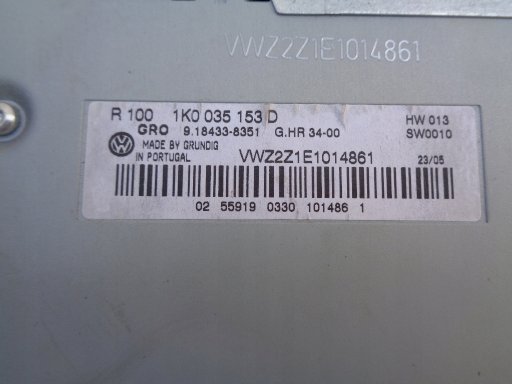 VWZ2Z1E1014861
R 100 1K0 035 153 D HW 013
GRO 9.18433-8351 G.HR 34-00 SW0010
MADE BY GRUNDIG
IN PORTUGAL VWZ2Z1E1014861 23/05
02 55919 0330 101486 1